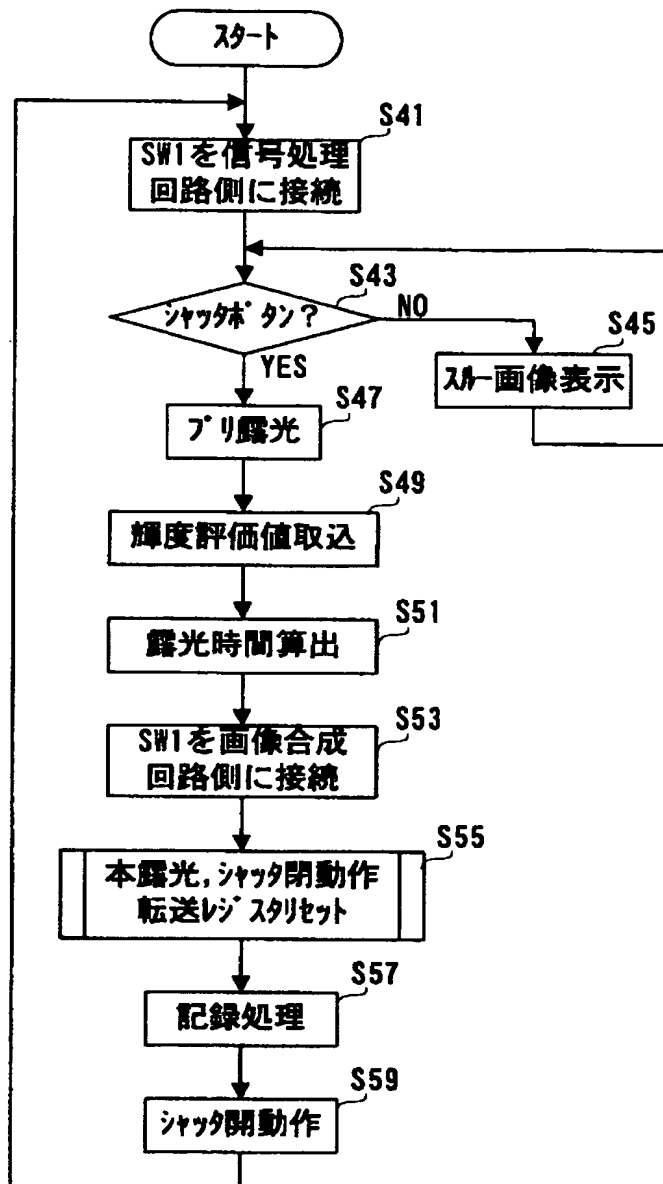 スタート
S41
SW1を信号処理
回路側に接続
S43
シャッタボタン?
NO
YES
S45
スルー画像表示
S47
プリ露光
S49
輝度評価値取込
S51
露光時間算出
S53
SW1を画像合成
回路側に接続
S55
本露光,シャッタ閉動作
転送レジスタリセット
S57
記録処理
S59
シャッタ開動作